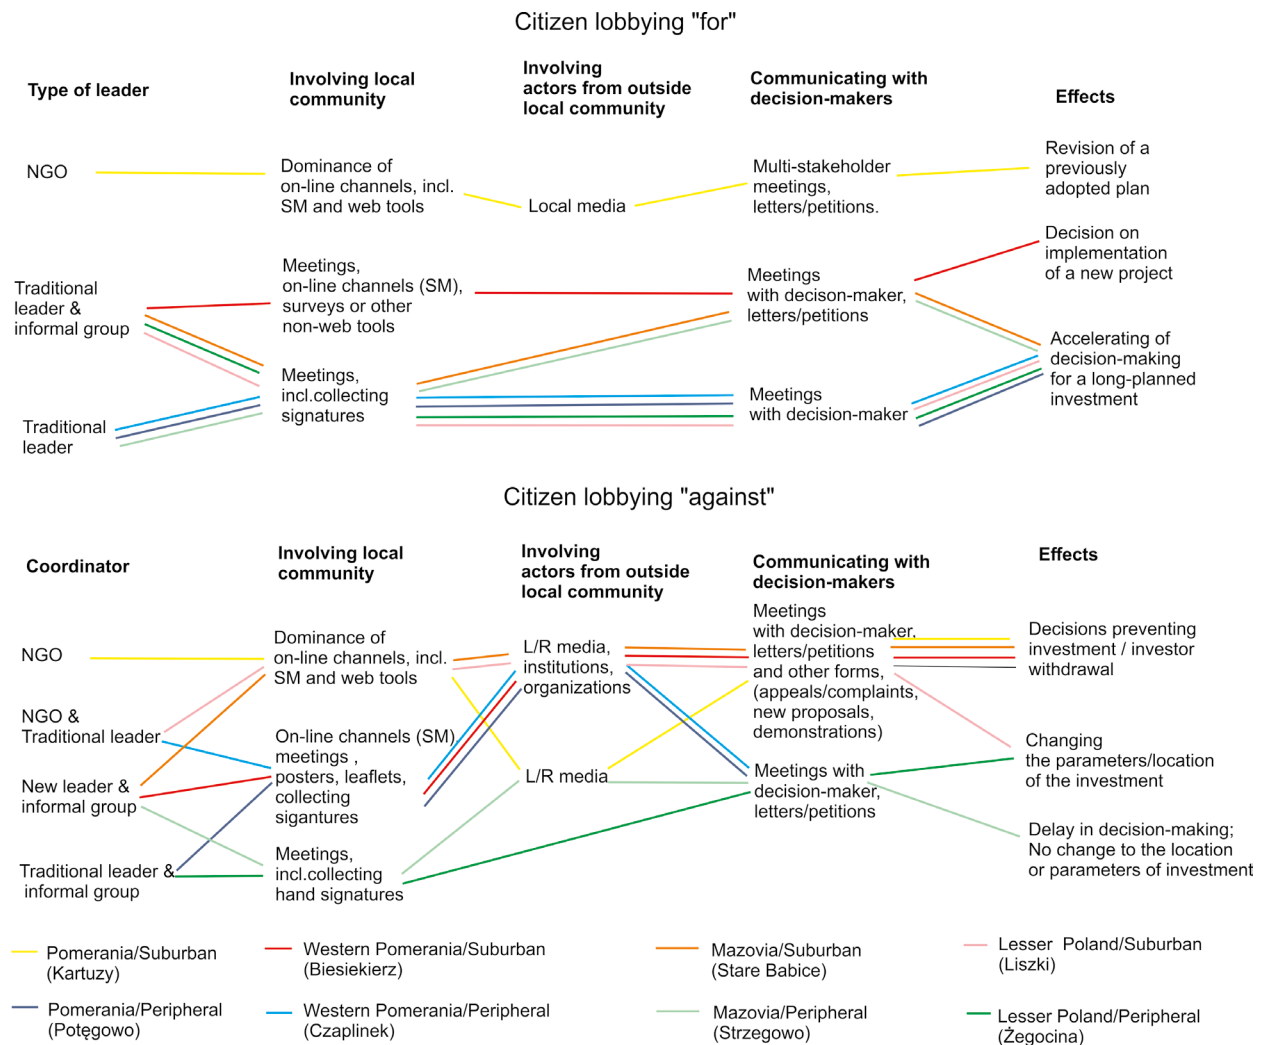 Citizen lobbying "for"
Type of leader
Involving local
community
Involving
actors from outside
local community
Communicating with
decision-makers
Effects
NGO
Dominance of
on-line channels, incl.
SM and web tools
Local media
Multi-stakeholder
meetings,
letters/petitions.
Revision of a
previously
adopted plan
Traditional
leader &
informal group
Meetings,
on-line channels (SM),
surveys or other
non-web tools
Meetings
with decison-maker,
letters/petitions
Decision on
implementation
of a new project
Traditional
leader
Meetings,
incl.collecting
signatures
Meetings
with decision-maker
Accelerating of
decision-making
for a long-planned
investment
Citizen lobbying "against"
Coordinator
Involving local
community
Involving
actors from outside
local community
Communicating with
decision-makers
Effects
NGO
NGO &
Traditional leader
New leader &
informal group
Traditional leader &
informal group
Dominance of
on-line channels, incl.
SM and web tools
On-line channels (SM)
meetings ,
posters, leaflets,
collecting
sigantures
Meetings,
incl.collecting
hand signatures
L/R media,
institutions,
organizations
L/R media
Meetings
with decision-maker,
letters/petitions
and other forms,
(appeals/complaints,
new proposals,
demonstrations)
Meetings with
decision-maker,
letters/petitions
Decisions preventing
investment / investor
withdrawal
Changing
the parameters/location
of the investment
Delay in decision-making;
No change to the location
or parameters of investment
Pomerania/Suburban
(Kartuzy)
Western Pomerania/Suburban
(Biesiekierz)
Mazovia/Suburban
(Stare Babice)
Lesser Poland/Suburban
(Liszki)
Pomerania/Peripheral
(Potęgowo)
Western Pomerania/Peripheral
(Czaplinek)
Mazovia/Peripheral
(Strzegowo)
Lesser Poland/Peripheral
(Żegocina)